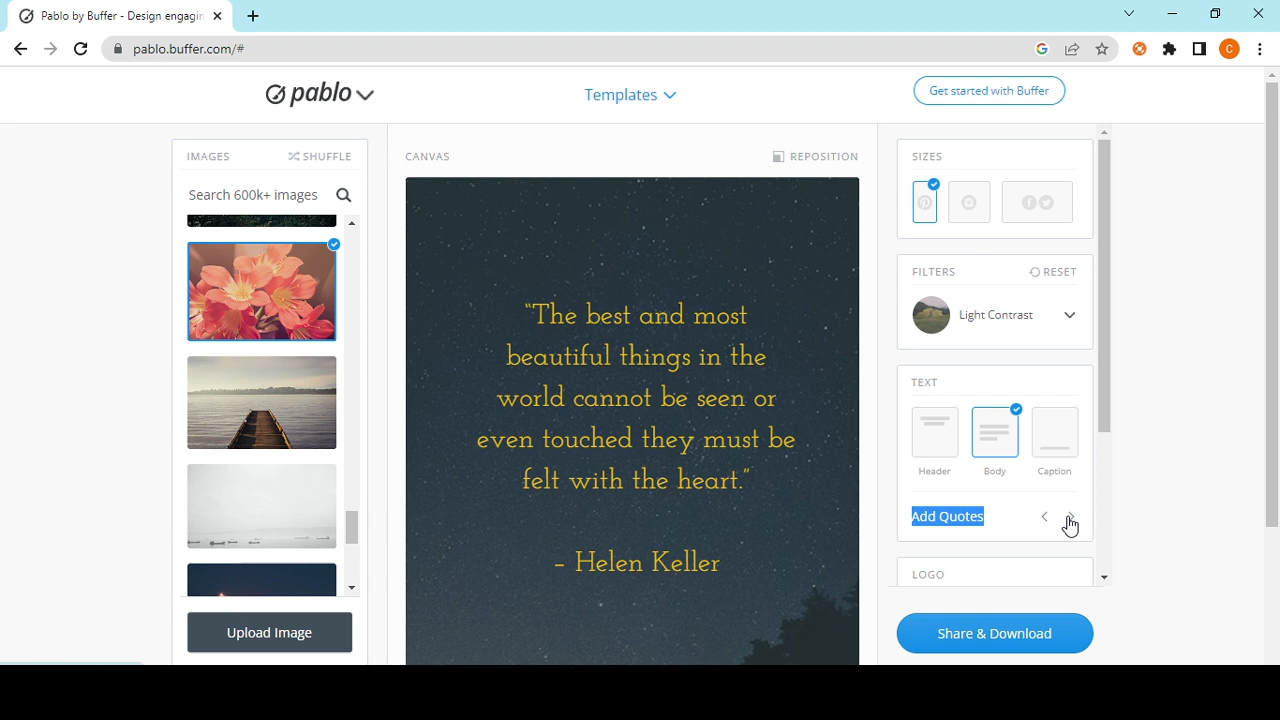 Pablo by Buffer - Design engagin
pablo.buffer.com/#
C
pablo
Templates
Get started with Buffer
IMAGES
SHUFFLE
Search 600k+ images
Upload Image
CANVAS
REPOSITION
“The best and most
beautiful things in the
world cannot be seen or
even touched they must be
felt with the heart.”
– Helen Keller
SIZES
FILTERS
RESET
Light Contrast
TEXT
Header
Body
Caption
Add Quotes
LOGO
Share & Download